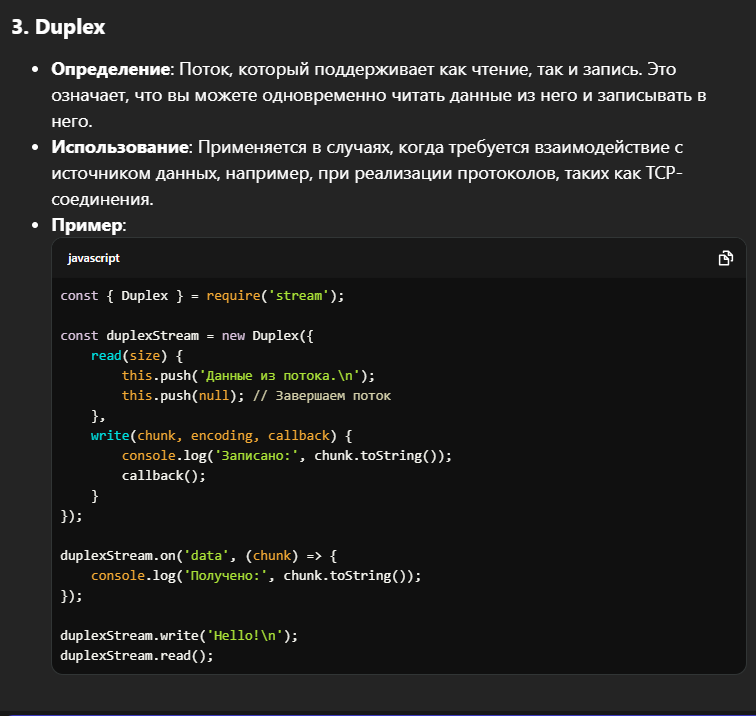 3. Duplex
• Определение: Поток, который поддерживает как чтение, так и запись. Это
означает, что вы можете одновременно читать данные из него и записывать в
него.
• Использование: Применяется в случаях, когда требуется взаимодействие с
источником данных, например, при реализации протоколов, таких как TCP-
соединения.
• Пример:
javascript
const { Duplex } = require('stream');

const duplexStream = new Duplex({
    read(size) {
        this.push('Данные из потока.\n');
        this.push(null); // Завершаем поток
    },
    write(chunk, encoding, callback) {
        console.log('Записано:', chunk.toString());
        callback();
    }
});

duplexStream.on('data', (chunk) => {
    console.log('Получено:', chunk.toString());
});

duplexStream.write('Hello!\n');
duplexStream.read();